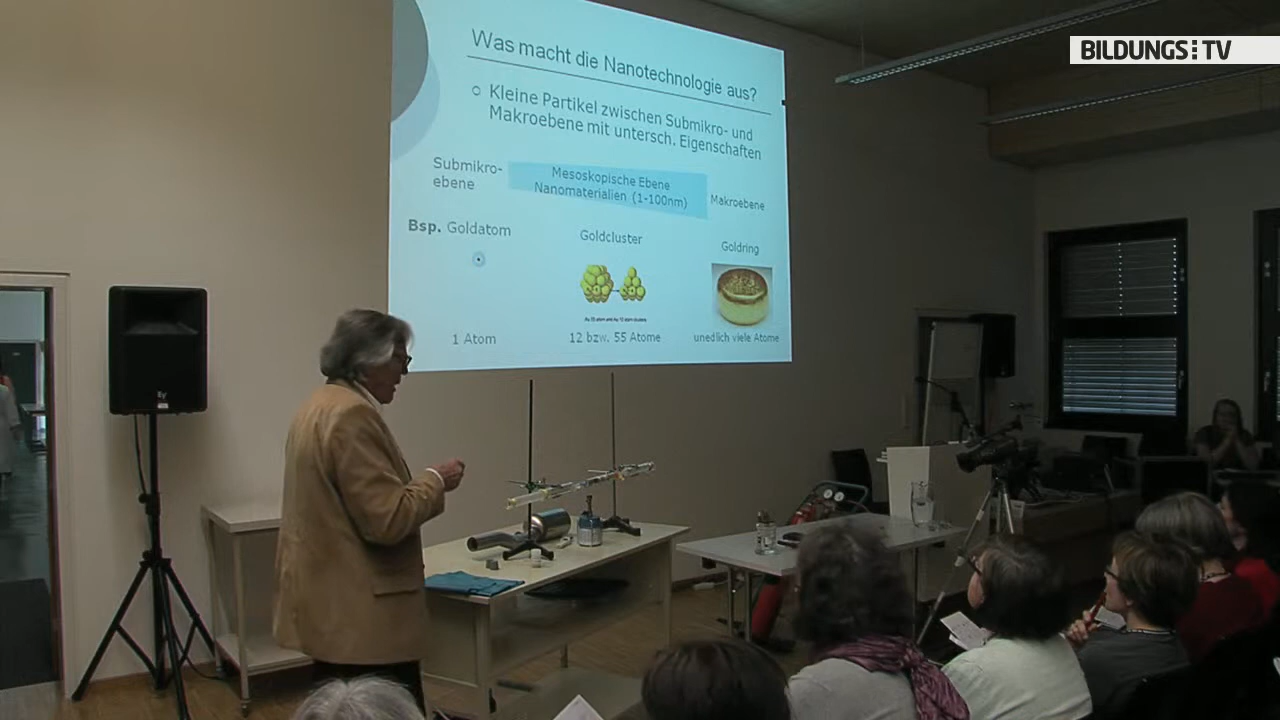 BILDUNGS:TV
Was macht die Nanotechnologie aus?
Kleine Partikel zwischen Submikro- und
Makroebene mit untersch. Eigenschaften
Submikro-
ebene
Mesoskopische Ebene
Nanomaterialien (1-100nm)
Makroebene
Bsp. Goldatom
Goldcluster
Goldring
1 Atom
12 bzw. 55 Atome
unedlich viele Atome